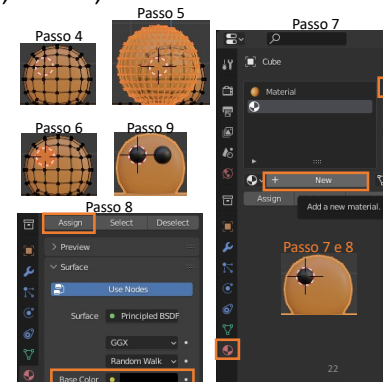 Passo 4
Passo 5
Passo 6
Passo 9
Passo 8
Assign Select Deselect
Preview
Surface
Use Nodes
Surface Principled BSDF
GGX
Random Walk
Base Color
Passo 7
Cube
Material
New
Assign
Add a new material.
Passo 7 e 8
22